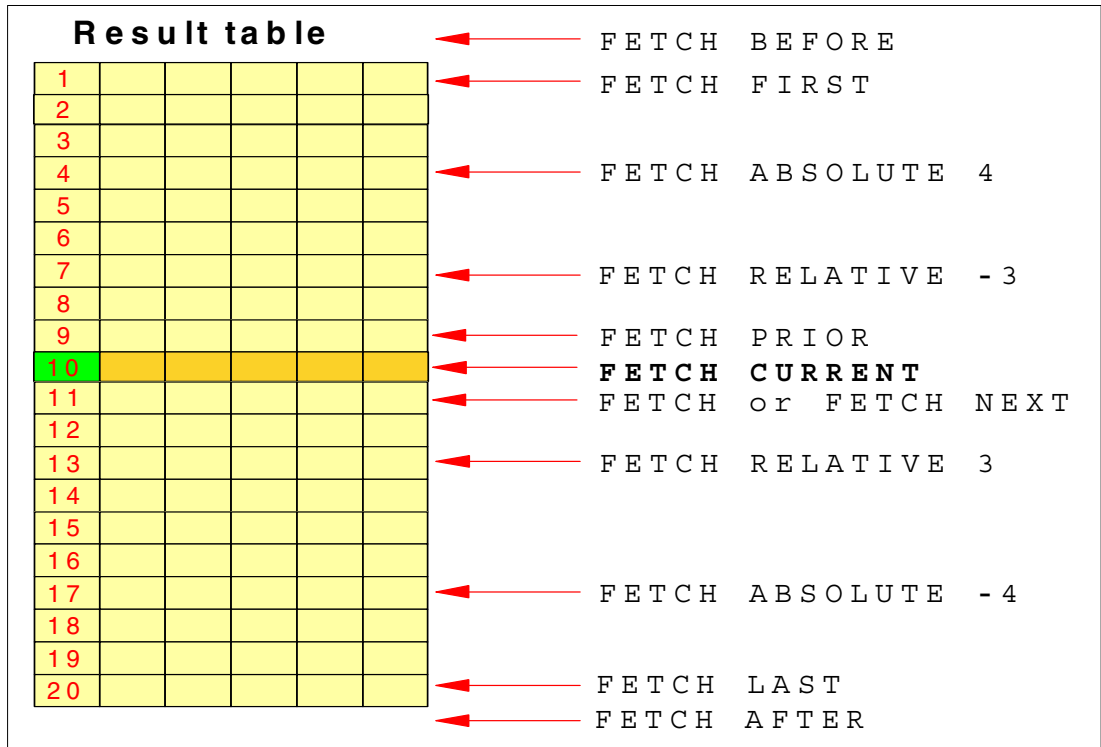 Result table
FETCH BEFORE
1
FETCH FIRST
2
3
4
FETCH ABSOLUTE 4
5
6
7
FETCH RELATIVE -3
8
9
FETCH PRIOR
10
FETCH CURRENT
11
FETCH or FETCH NEXT
12
13
FETCH RELATIVE 3
14
15
16
17
FETCH ABSOLUTE -4
18
19
20
FETCH LAST
FETCH AFTER